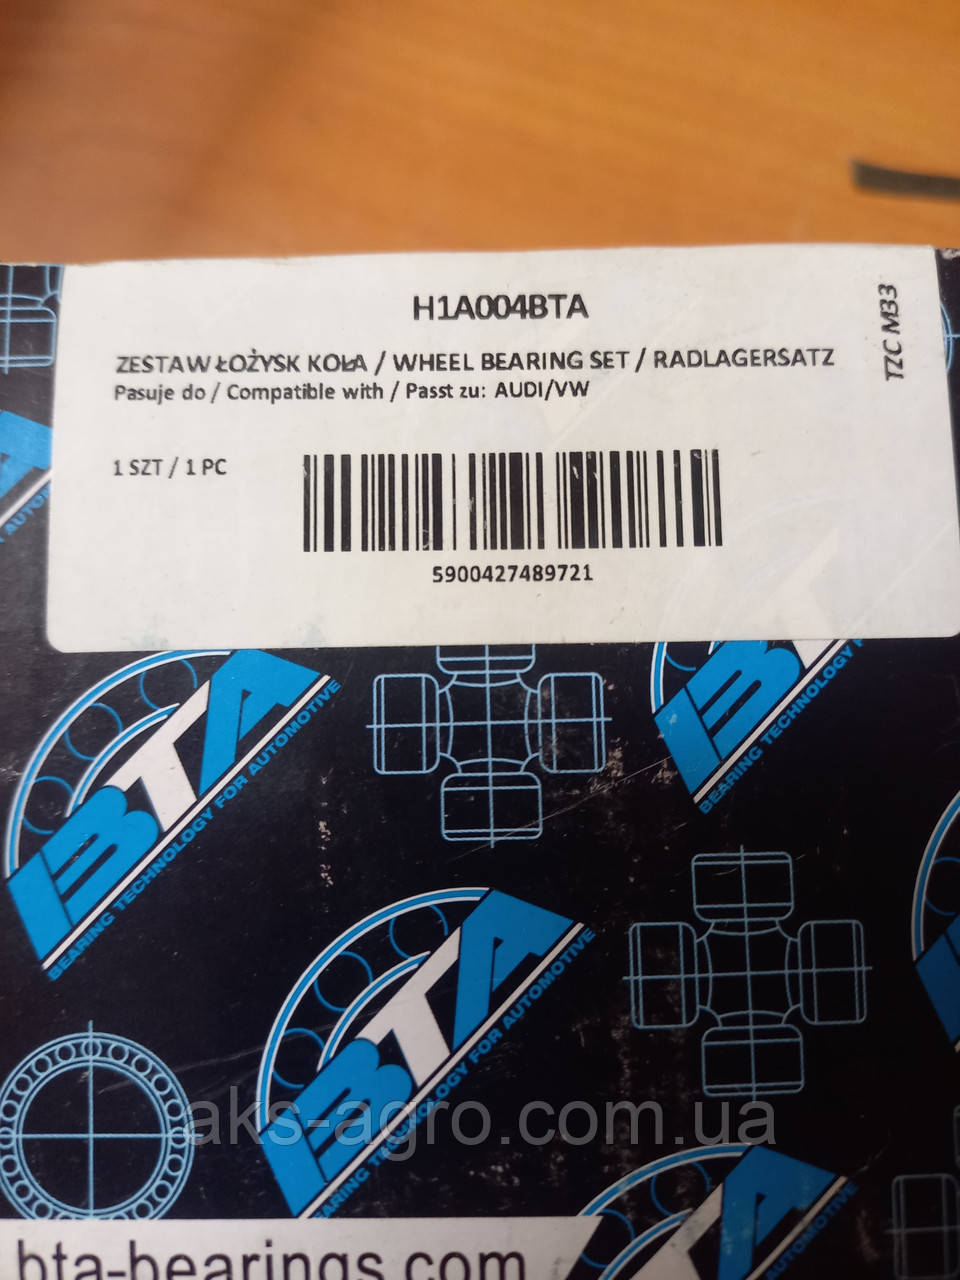 H1A004BTA
TZC M33
ZESTAW ŁOŻYSK KOŁA / WHEEL BEARING SET / RADLAGERSATZ
Pasuje do / Compatible with / Passt zu: AUDI/VW
1 SZT / 1 PC
5900427489721
BTA
BEARING TECHNOLOGY FOR AUTOMOTIVE
BTA
BEARING TECHNOLOGY F
BTA
BEARING TECHNOLOGY FOR AUTOMOTIVE
aks-agro.com.ua
AUTOMOTIVE
bta-bearings.com